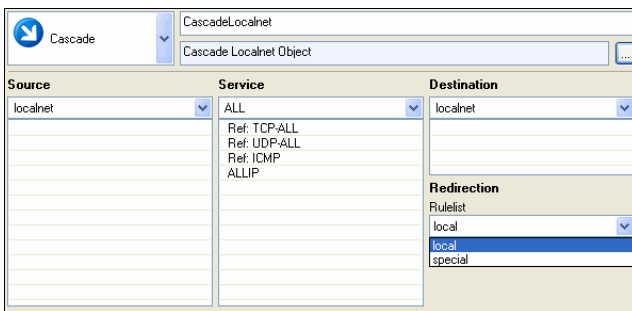 Cascade
CascadeLocalnet
Cascade Localnet Object
...
Source
Service
Destination
localnet
ALL
localnet
Ref: TCP-ALL
Ref: UDP-ALL
Ref: ICMP
ALLIP
Redirection
Rulelist
local
local
special